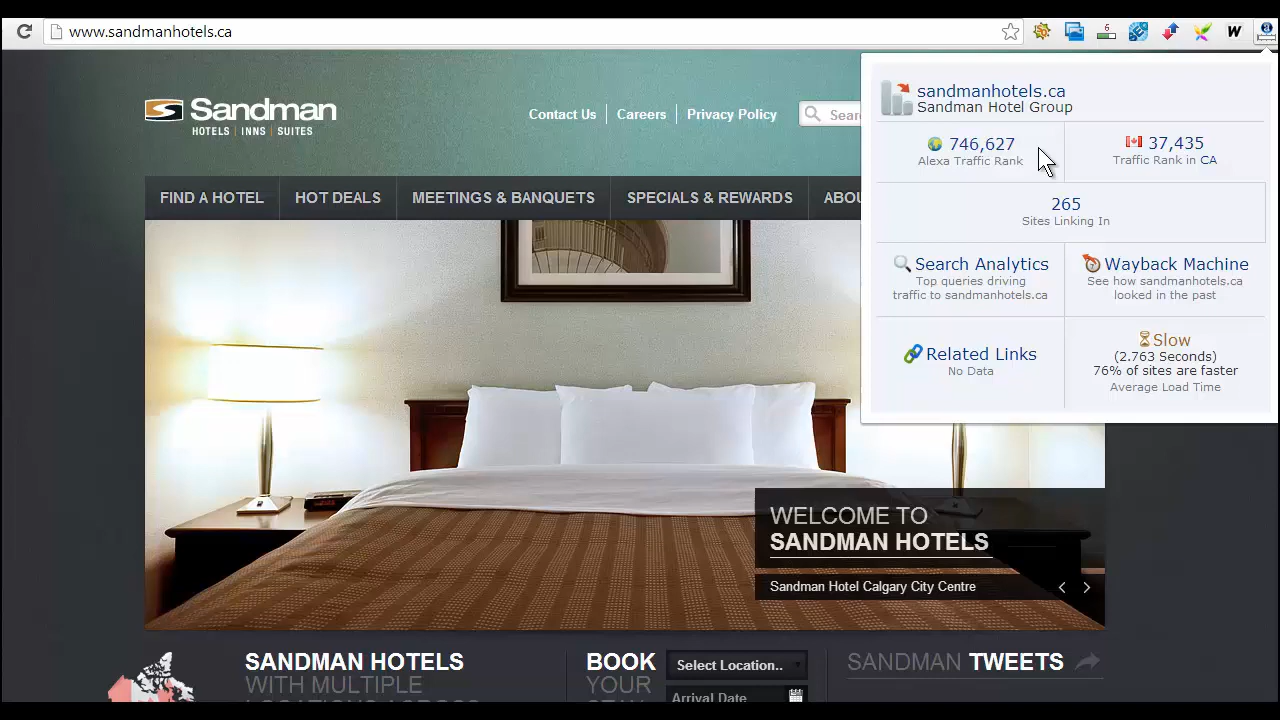 www.sandmanhotels.ca
6
W
a
Sandman
HOTELS | INNS | SUITES
Contact Us
Careers
Privacy Policy
Sear
FIND A HOTEL
HOT DEALS
MEETINGS & BANQUETS
SPECIALS & REWARDS
ABOU
sandmanhotels.ca
Sandman Hotel Group
746,627
Alexa Traffic Rank
37,435
Traffic Rank in CA
265
Sites Linking In
Search Analytics
Top queries driving
traffic to sandmanhotels.ca
Wayback Machine
See how sandmanhotels.ca
looked in the past
Related Links
No Data
Slow
(2.763 Seconds)
76% of sites are faster
Average Load Time
WELCOME TO
SANDMAN HOTELS
Sandman Hotel Calgary City Centre
SANDMAN HOTELS
WITH MULTIPLE
LOCATIONS ACROSS
BOOK
YOUR
STAY
Select Location..
Arrival Date
SANDMAN TWEETS